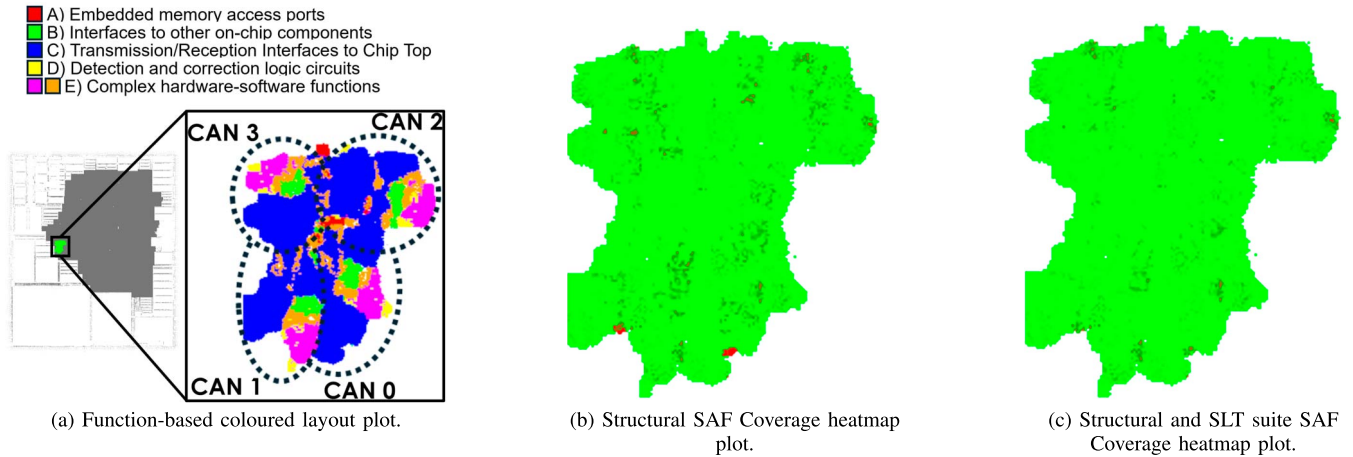 A) Embedded memory access ports
B) Interfaces to other on-chip components
C) Transmission/Reception Interfaces to Chip Top
D) Detection and correction logic circuits
E) Complex hardware-software functions
CAN 3
CAN 2
CAN 1
CAN 0
(a) Function-based coloured layout plot.
(b) Structural SAF Coverage heatmap
plot.
(c) Structural and SLT suite SAF
Coverage heatmap plot.